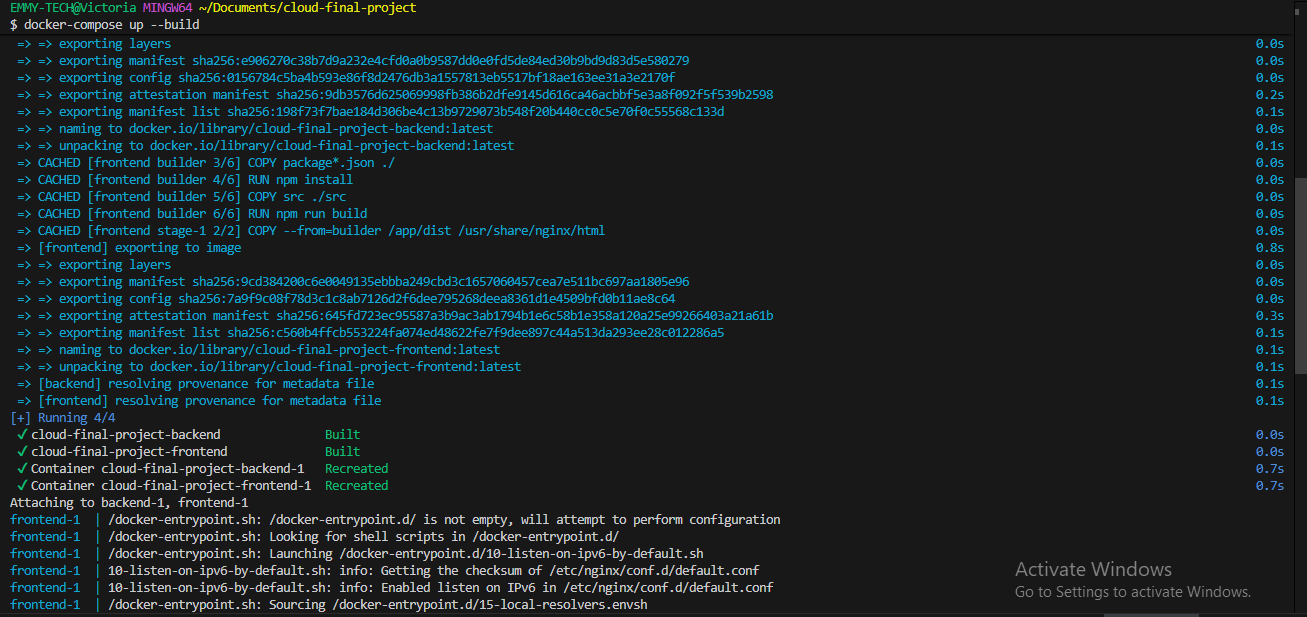 EMMY-TECH@Victoria MINGW64 ~/Documents/cloud-final-project
$ docker-compose up --build
=> => exporting layers 0.0s
=> => exporting manifest sha256:e906270c38b7d9a232e4cfd0a0b9587dd0e0fd5de84ed30b9bd9d83d5e580279 0.0s
=> => exporting config sha256:0156784c5ba4b593e86f8d2476db3a1557813eb5517bf18ae163ee31a3e2170f 0.0s
=> => exporting attestation manifest sha256:9db3576d625069998fb386b2dfe9145d616ca46acbbf5e3a8f092f5f539b2598 0.2s
=> => exporting manifest list sha256:198f73f7bae184d306be4c13b9729073b548f20b440cc0c5e70f0c55568c133d 0.1s
=> => naming to docker.io/library/cloud-final-project-backend:latest 0.0s
=> => unpacking to docker.io/library/cloud-final-project-backend:latest 0.1s
=> CACHED [frontend builder 3/6] COPY package*.json ./ 0.0s
=> CACHED [frontend builder 4/6] RUN npm install 0.0s
=> CACHED [frontend builder 5/6] COPY src ./src 0.0s
=> CACHED [frontend builder 6/6] RUN npm run build 0.0s
=> CACHED [frontend stage-1 2/2] COPY --from=builder /app/dist /usr/share/nginx/html 0.0s
=> [frontend] exporting to image 0.8s
=> => exporting layers 0.0s
=> => exporting manifest sha256:9cd384200c6e0049135ebbba249cbd3c1657060457cea7e511bc697aa1805e96 0.0s
=> => exporting config sha256:7a9f9c08f78d3c1c8ab7126d2f6dee795268deea8361d1e4509bfd0b11ae8c64 0.0s
=> => exporting attestation manifest sha256:645fd723ec95587a3b9ac3ab1794b1e6c58b1e358a120a25e99266403a21a61b 0.3s
=> => exporting manifest list sha256:c560b4ffcb553224fa074ed48622fe7f9dee897c44a513da293ee28c012286a5 0.1s
=> => naming to docker.io/library/cloud-final-project-frontend:latest 0.1s
=> => unpacking to docker.io/library/cloud-final-project-frontend:latest 0.1s
=> [backend] resolving provenance for metadata file 0.1s
=> [frontend] resolving provenance for metadata file 0.1s
[+] Running 4/4
✔ cloud-final-project-backend Built 0.0s
✔ cloud-final-project-frontend Built 0.0s
✔ Container cloud-final-project-backend-1 Recreated 0.7s
✔ Container cloud-final-project-frontend-1 Recreated 0.7s
Attaching to backend-1, frontend-1
frontend-1 | /docker-entrypoint.sh: /docker-entrypoint.d/ is not empty, will attempt to perform configuration
frontend-1 | /docker-entrypoint.sh: Looking for shell scripts in /docker-entrypoint.d/
frontend-1 | /docker-entrypoint.sh: Launching /docker-entrypoint.d/10-listen-on-ipv6-by-default.sh
frontend-1 | 10-listen-on-ipv6-by-default.sh: info: Getting the checksum of /etc/nginx/conf.d/default.conf
frontend-1 | 10-listen-on-ipv6-by-default.sh: info: Enabled listen on IPv6 in /etc/nginx/conf.d/default.conf
frontend-1 | /docker-entrypoint.sh: Sourcing /docker-entrypoint.d/15-local-resolvers.envsh
Activate Windows
Go to Settings to activate Windows.